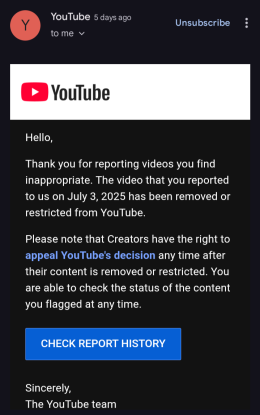 Y
YouTube 5 days ago
Unsubscribe
to me
YouTube
Hello,
Thank you for reporting videos you find
inappropriate. The video that you reported
to us on July 3, 2025 has been removed or
restricted from YouTube.
Please note that Creators have the right to
appeal YouTube's decision any time after
their content is removed or restricted. You
are able to check the status of the content
you flagged at any time.
CHECK REPORT HISTORY
Sincerely,
The YouTube team